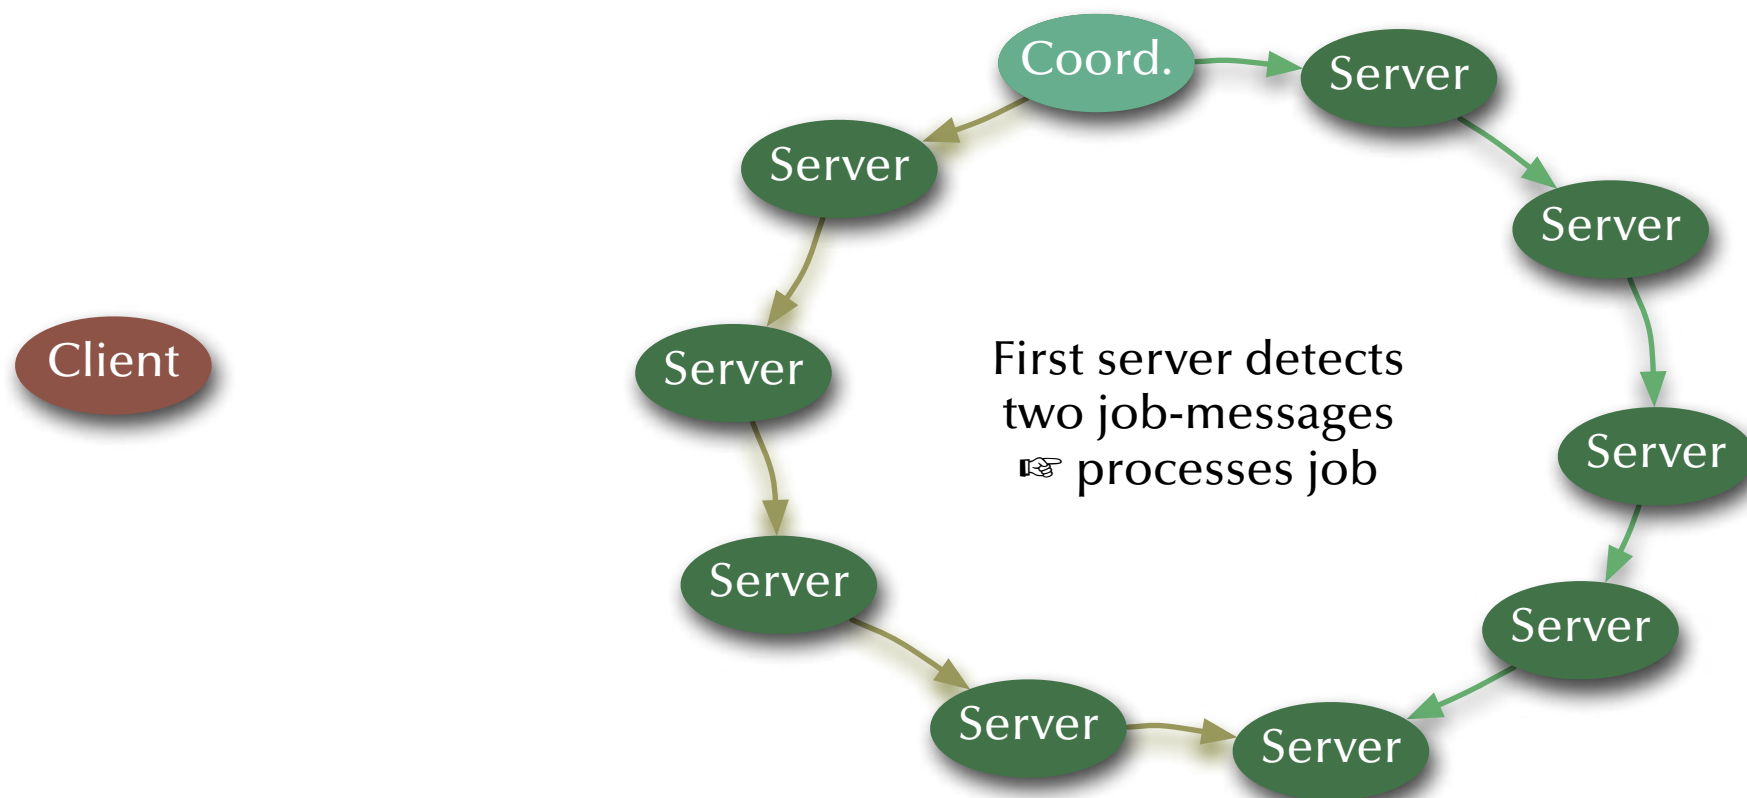 Coord.
Server
Server
Server
Client
Server
First server detects
two job-messages
☞ processes job
Server
Server
Server
Server
Server